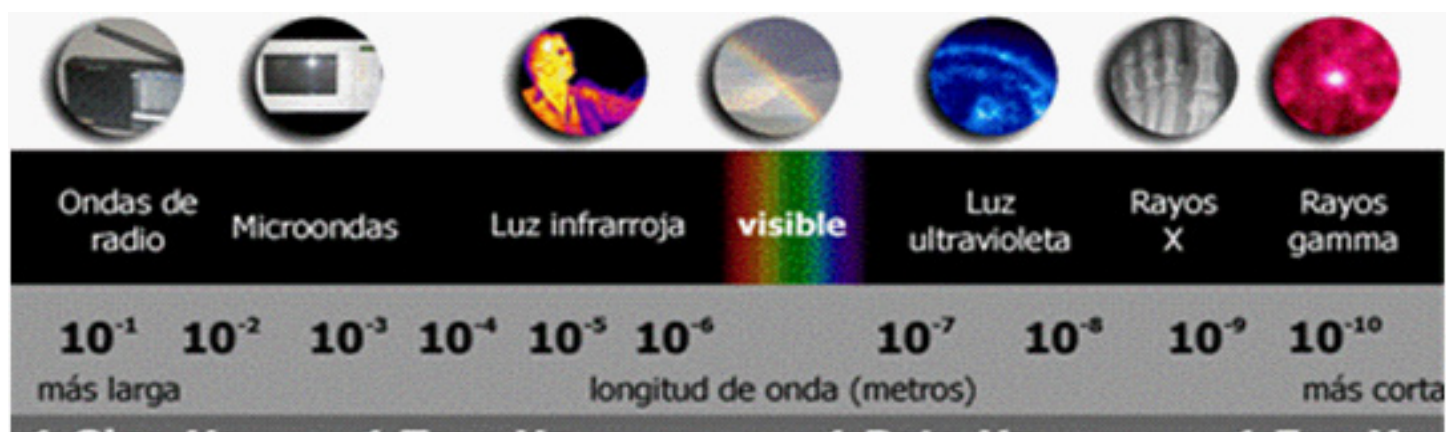 Ondas de
radio
Microondas
Luz infrarroja
visible
Luz
ultravioleta
Rayos
X
Rayos
gamma
10⁻¹ 10⁻² 10⁻³ 10⁻⁴ 10⁻⁵ 10⁻⁶ 10⁻⁷ 10⁻⁸ 10⁻⁹ 10⁻¹⁰
más larga longitud de onda (metros) más corta